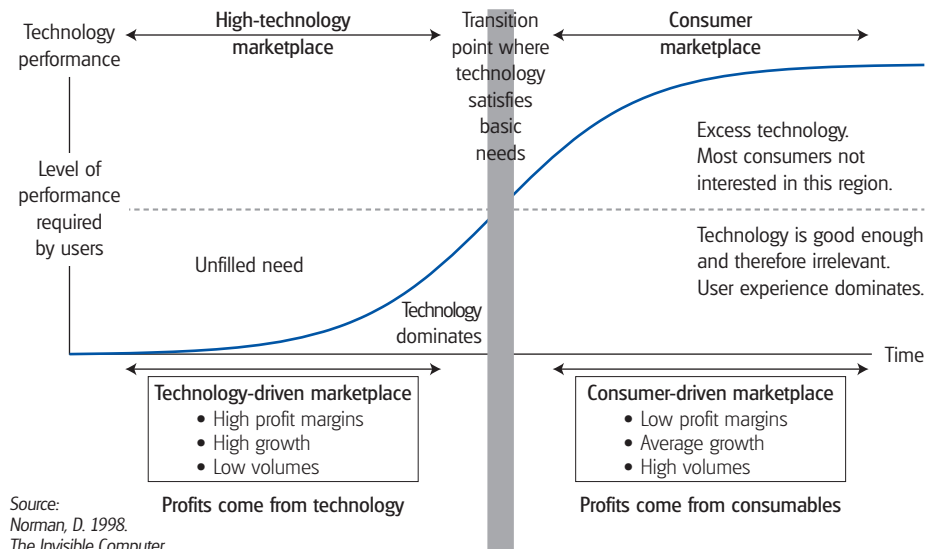 Technology
performance
High-technology
marketplace
Transition
point where
technology
satisfies
basic
needs
Consumer
marketplace
Level of
performance
required
by users
Excess technology.
Most consumers not
interested in this region.
Unfilled need
Technology is good enough
and therefore irrelevant.
User experience dominates.
Technology
dominates
Time
Technology-driven marketplace
• High profit margins
• High growth
• Low volumes
Consumer-driven marketplace
• Low profit margins
• Average growth
• High volumes
Profits come from technology
Profits come from consumables
Source:
Norman, D. 1998.
The Invisible Computer